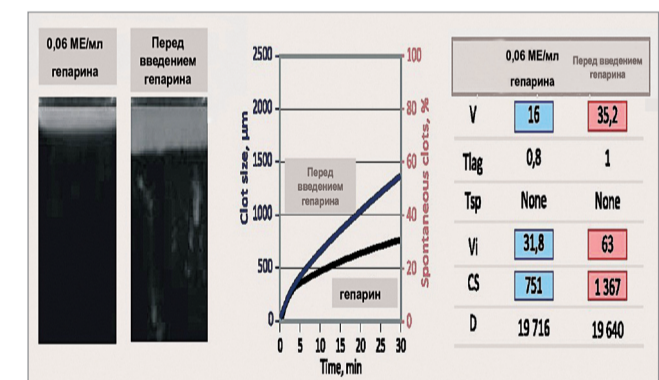 0,06 МЕ/мл
гепарина
Перед
введением
гепарина
2500
2000
1500
1000
500
0
Clot size, µm
100
80
60
40
20
0
Spontaneous clots, %
Перед
введением
гепарина
гепарин
0 5 10 15 20 25 30
Time, min
0,06 МЕ/мл
гепарина
Перед введением
гепарина
V 16 35,2
Tlag 0,8 1
Tsp None None
Vi 31,8 63
CS 751 1 367
D 19 716 19 640